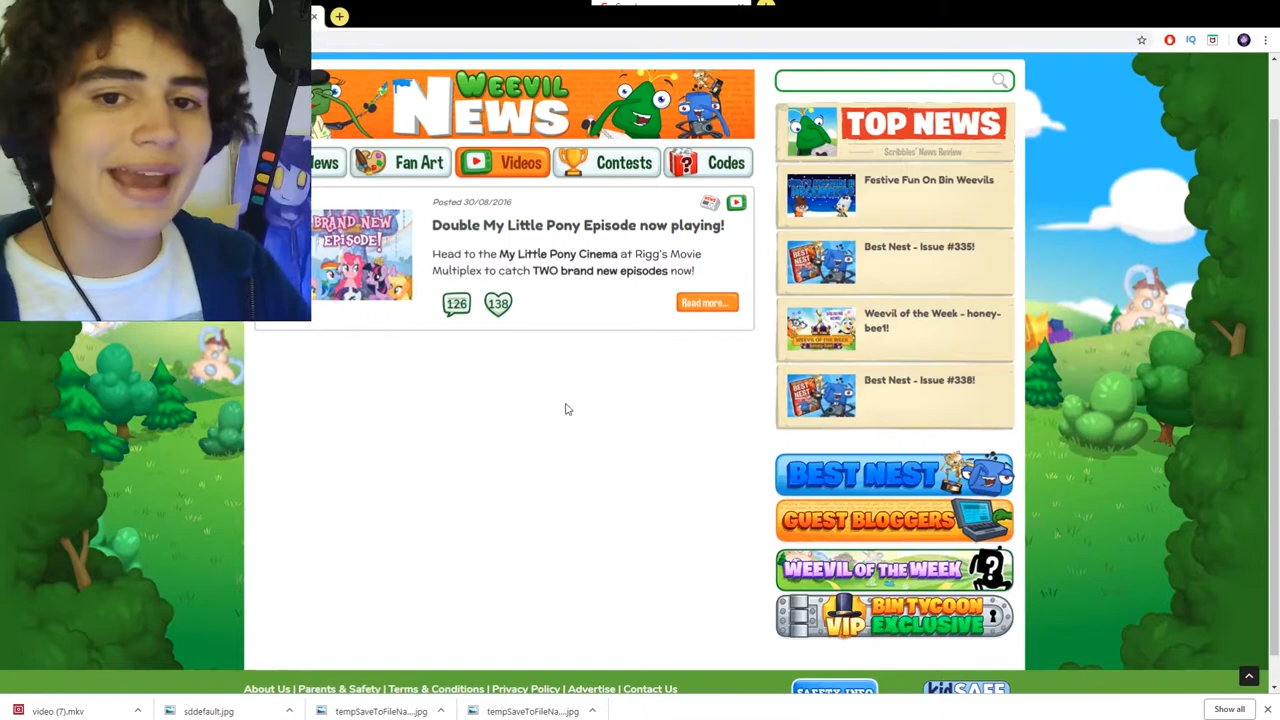 WEEVIL
NEWS
News
Fan Art
Videos
Contests
Codes
Posted 30/08/2016
Double My Little Pony Episode now playing!
BRAND NEW
EPISODE!
Head to the My Little Pony Cinema at Rigg's Movie
Multiplex to catch TWO brand new episodes now!
126
138
Read more...
TOP NEWS
Scribbles' News Review
Festive Fun On Bin Weevils
Best Nest - Issue #335!
Weevil of the Week - honey-
bee1!
Best Nest - Issue #338!
BEST NEST
GUEST BLOGGERS
WEEVIL OF THE WEEK
VIP
BIN TYCOON
EXCLUSIVE
About Us | Parents & Safety | Terms & Conditions | Privacy Policy | Advertise | Contact Us
SAFETY INFO
kidSAFE
video (7).mkv
sddefault.jpg
tempSaveToFileNa....jpg
tempSaveToFileNa....jpg
Show all